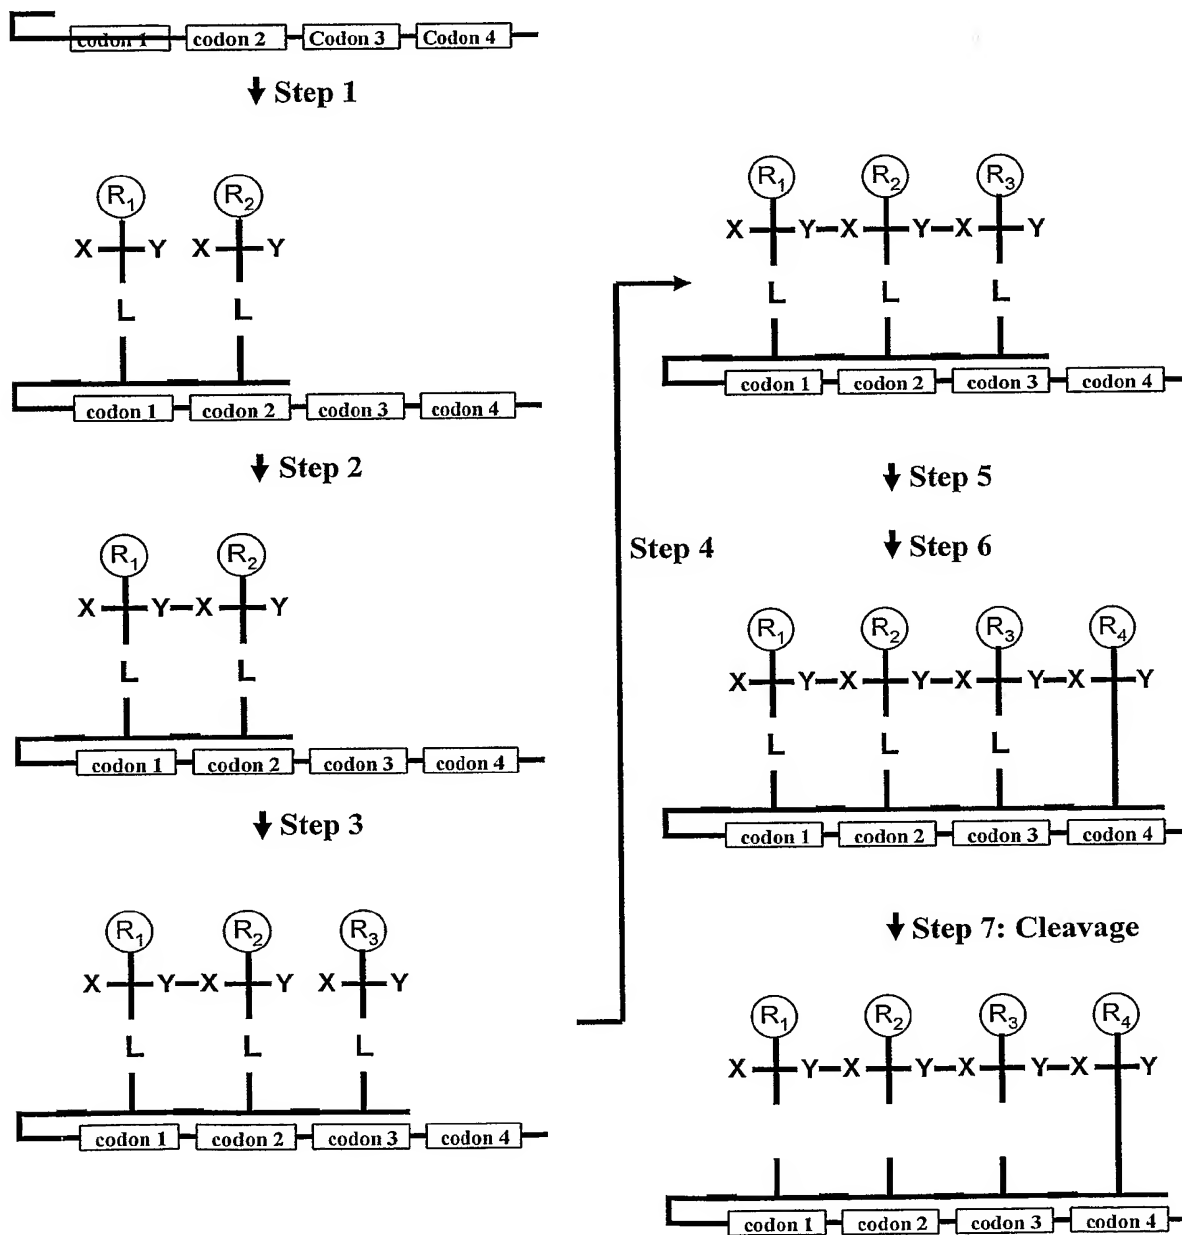 codon 1 codon 2 Codon 3 Codon 4
Step 1
R1 R2
X Y X Y
L L
codon 1 codon 2 codon 3 codon 4
Step 2
R1 R2
X Y X Y
L L
codon 1 codon 2 codon 3 codon 4
Step 3
R1 R2 R3
X Y X Y X Y
L L L
codon 1 codon 2 codon 3 codon 4
Step 4
R1 R2 R3
X Y X Y X Y
L L L
codon 1 codon 2 codon 3 codon 4
Step 5
Step 6
R1 R2 R3 R4
X Y X Y X Y X Y
L L L
codon 1 codon 2 codon 3 codon 4
Step 7: Cleavage
R1 R2 R3 R4
X Y X Y X Y X Y
codon 1 codon 2 codon 3 codon 4